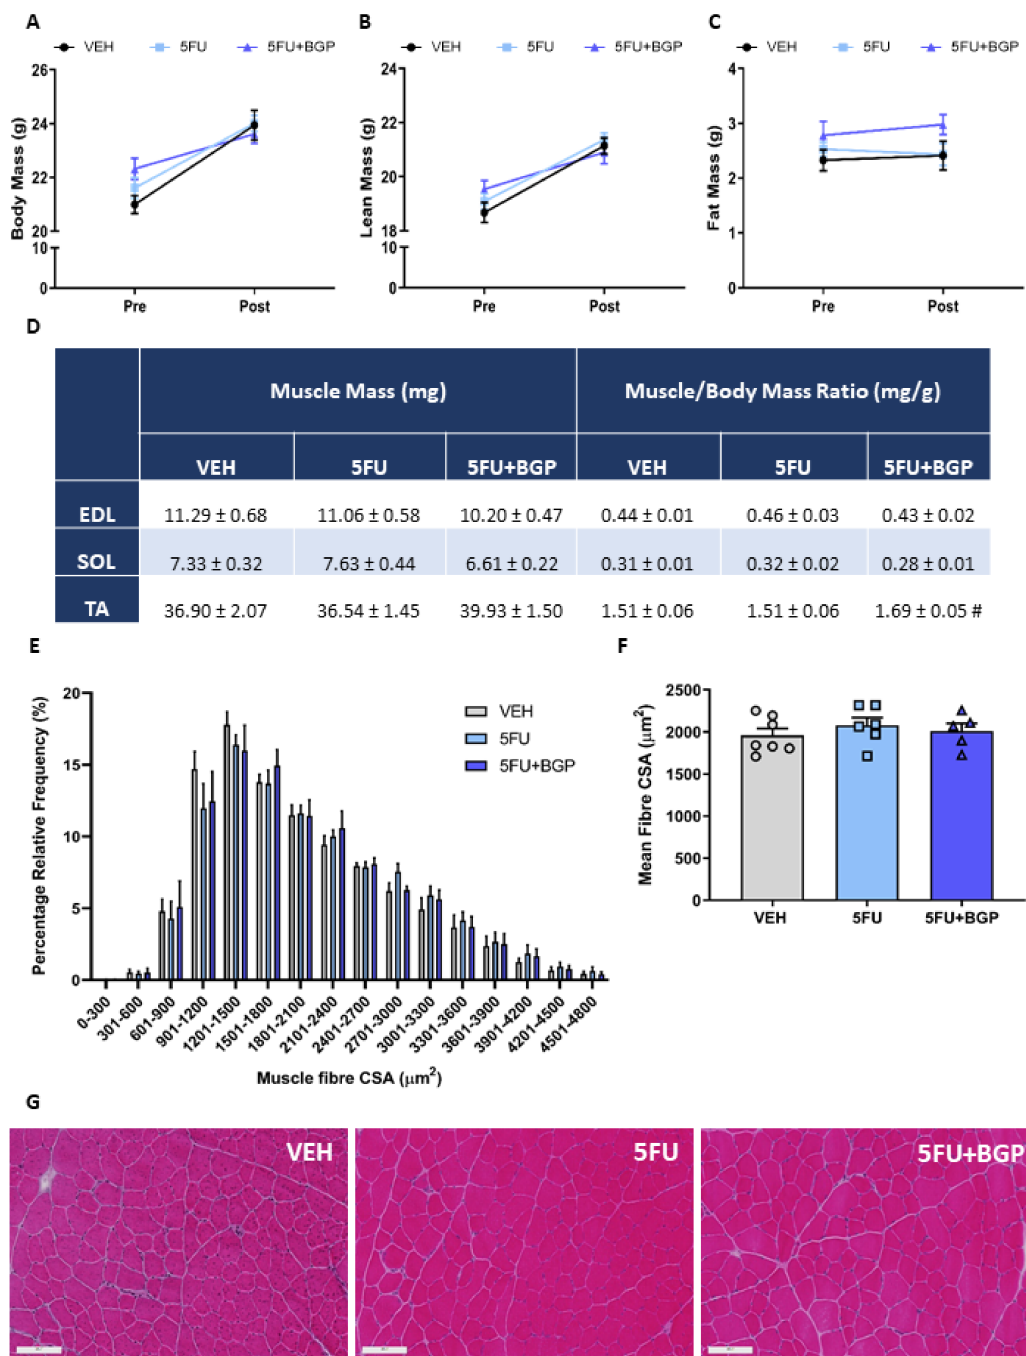 A
VEH 5FU 5FU+BGP
Body Mass (g)
26
24
22
20
10
0
Pre Post
B
VEH 5FU 5FU+BGP
Lean Mass (g)
24
22
20
18
10
0
Pre Post
C
VEH 5FU 5FU+BGP
Fat Mass (g)
4
3
2
1
0
Pre Post
D
Muscle Mass (mg) Muscle/Body Mass Ratio (mg/g)
VEH 5FU 5FU+BGP VEH 5FU 5FU+BGP
EDL 11.29 ± 0.68 11.06 ± 0.58 10.20 ± 0.47 0.44 ± 0.01 0.46 ± 0.03 0.43 ± 0.02
SOL 7.33 ± 0.32 7.63 ± 0.44 6.61 ± 0.22 0.31 ± 0.01 0.32 ± 0.02 0.28 ± 0.01
TA 36.90 ± 2.07 36.54 ± 1.45 39.93 ± 1.50 1.51 ± 0.06 1.51 ± 0.06 1.69 ± 0.05 #
E
Percentage Relative Frequency (%)
20
15
10
5
0
VEH
5FU
5FU+BGP
0-300
301-600
601-900
901-1200
1201-1500
1501-1800
1801-2100
2101-2400
2401-2700
2701-3000
3001-3300
3301-3600
3601-3900
3901-4200
4201-4500
4501-4800
Muscle fibre CSA (μm²)
F
Mean Fibre CSA (μm²)
2500
2000
1500
1000
500
0
VEH 5FU 5FU+BGP
G
VEH
5FU
5FU+BGP